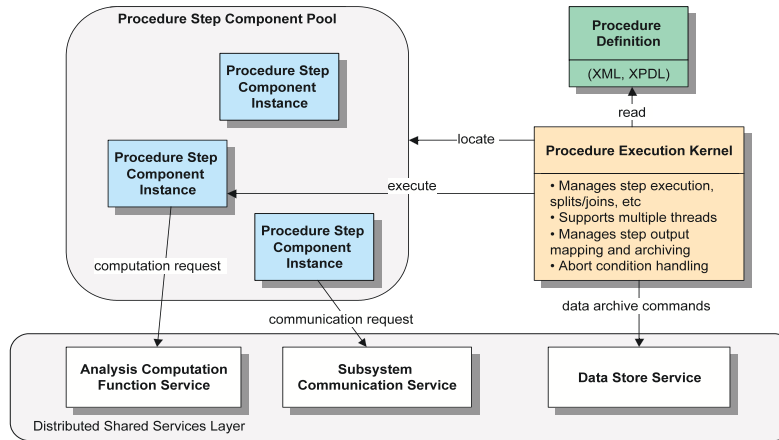 Procedure Step Component Pool
Procedure Step
Component
Instance
Procedure Step
Component
Instance
Procedure Step
Component
Instance
Procedure
Definition
(XML, XPDL)
read
locate
execute
Procedure Execution Kernel
• Manages step execution,
splits/joins, etc
• Supports multiple threads
• Manages step output
mapping and archiving
• Abort condition handling
computation request
communication request
data archive commands
Analysis Computation
Function Service
Subsystem
Communication Service
Data Store Service
Distributed Shared Services Layer